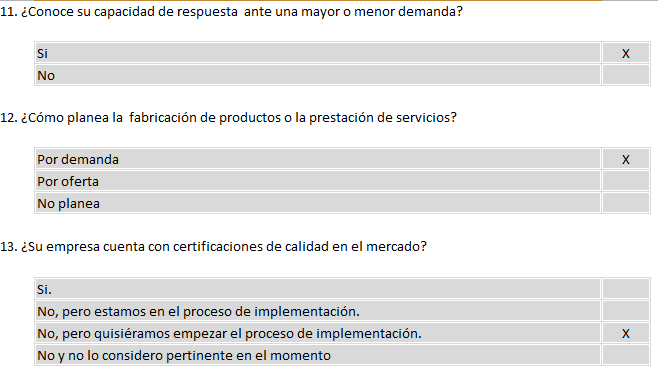 11. ¿Conoce su capacidad de respuesta  ante una mayor o menor demanda?
Si X
No
12. ¿Cómo planea la  fabricación de productos o la prestación de servicios?
Por demanda X
Por oferta
No planea
13. ¿Su empresa cuenta con certificaciones de calidad en el mercado?
Si.
No, pero estamos en el proceso de implementación.
No, pero quisiéramos empezar el proceso de implementación. X
No y no lo considero pertinente en el momento